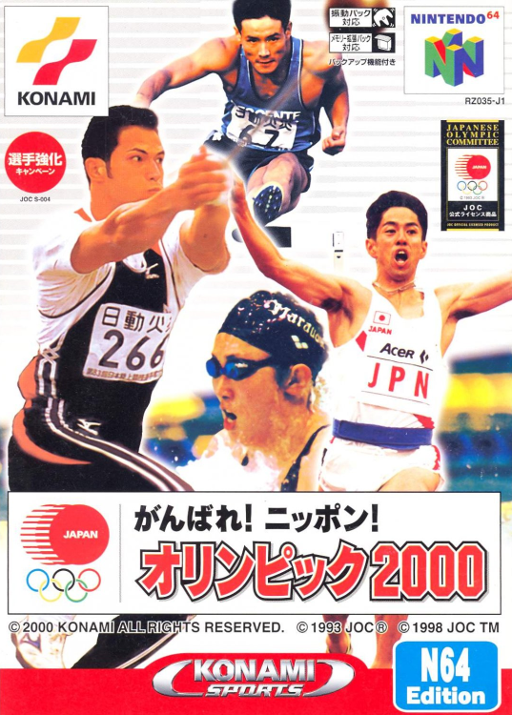 KONAMI
振動パック
対応
メモリー拡張パック
対応
バックアップ機能付き
NINTENDO 64
RZ035-J1
JAPANESE
OLYMPIC
COMMITTEE
JOC
公式ライセンス商品
選手強化
キャンペーン
JOC S-004
67
日動火
266
marauder
JAPAN
AceR
JPN
JAPAN
がんばれ! ニッポン!
オリンピック2000
©2000 KONAMI ALL RIGHTS RESERVED. ©1993 JOC® ©1998 JOC TM
KONAMI
SPORTS
N64
Edition